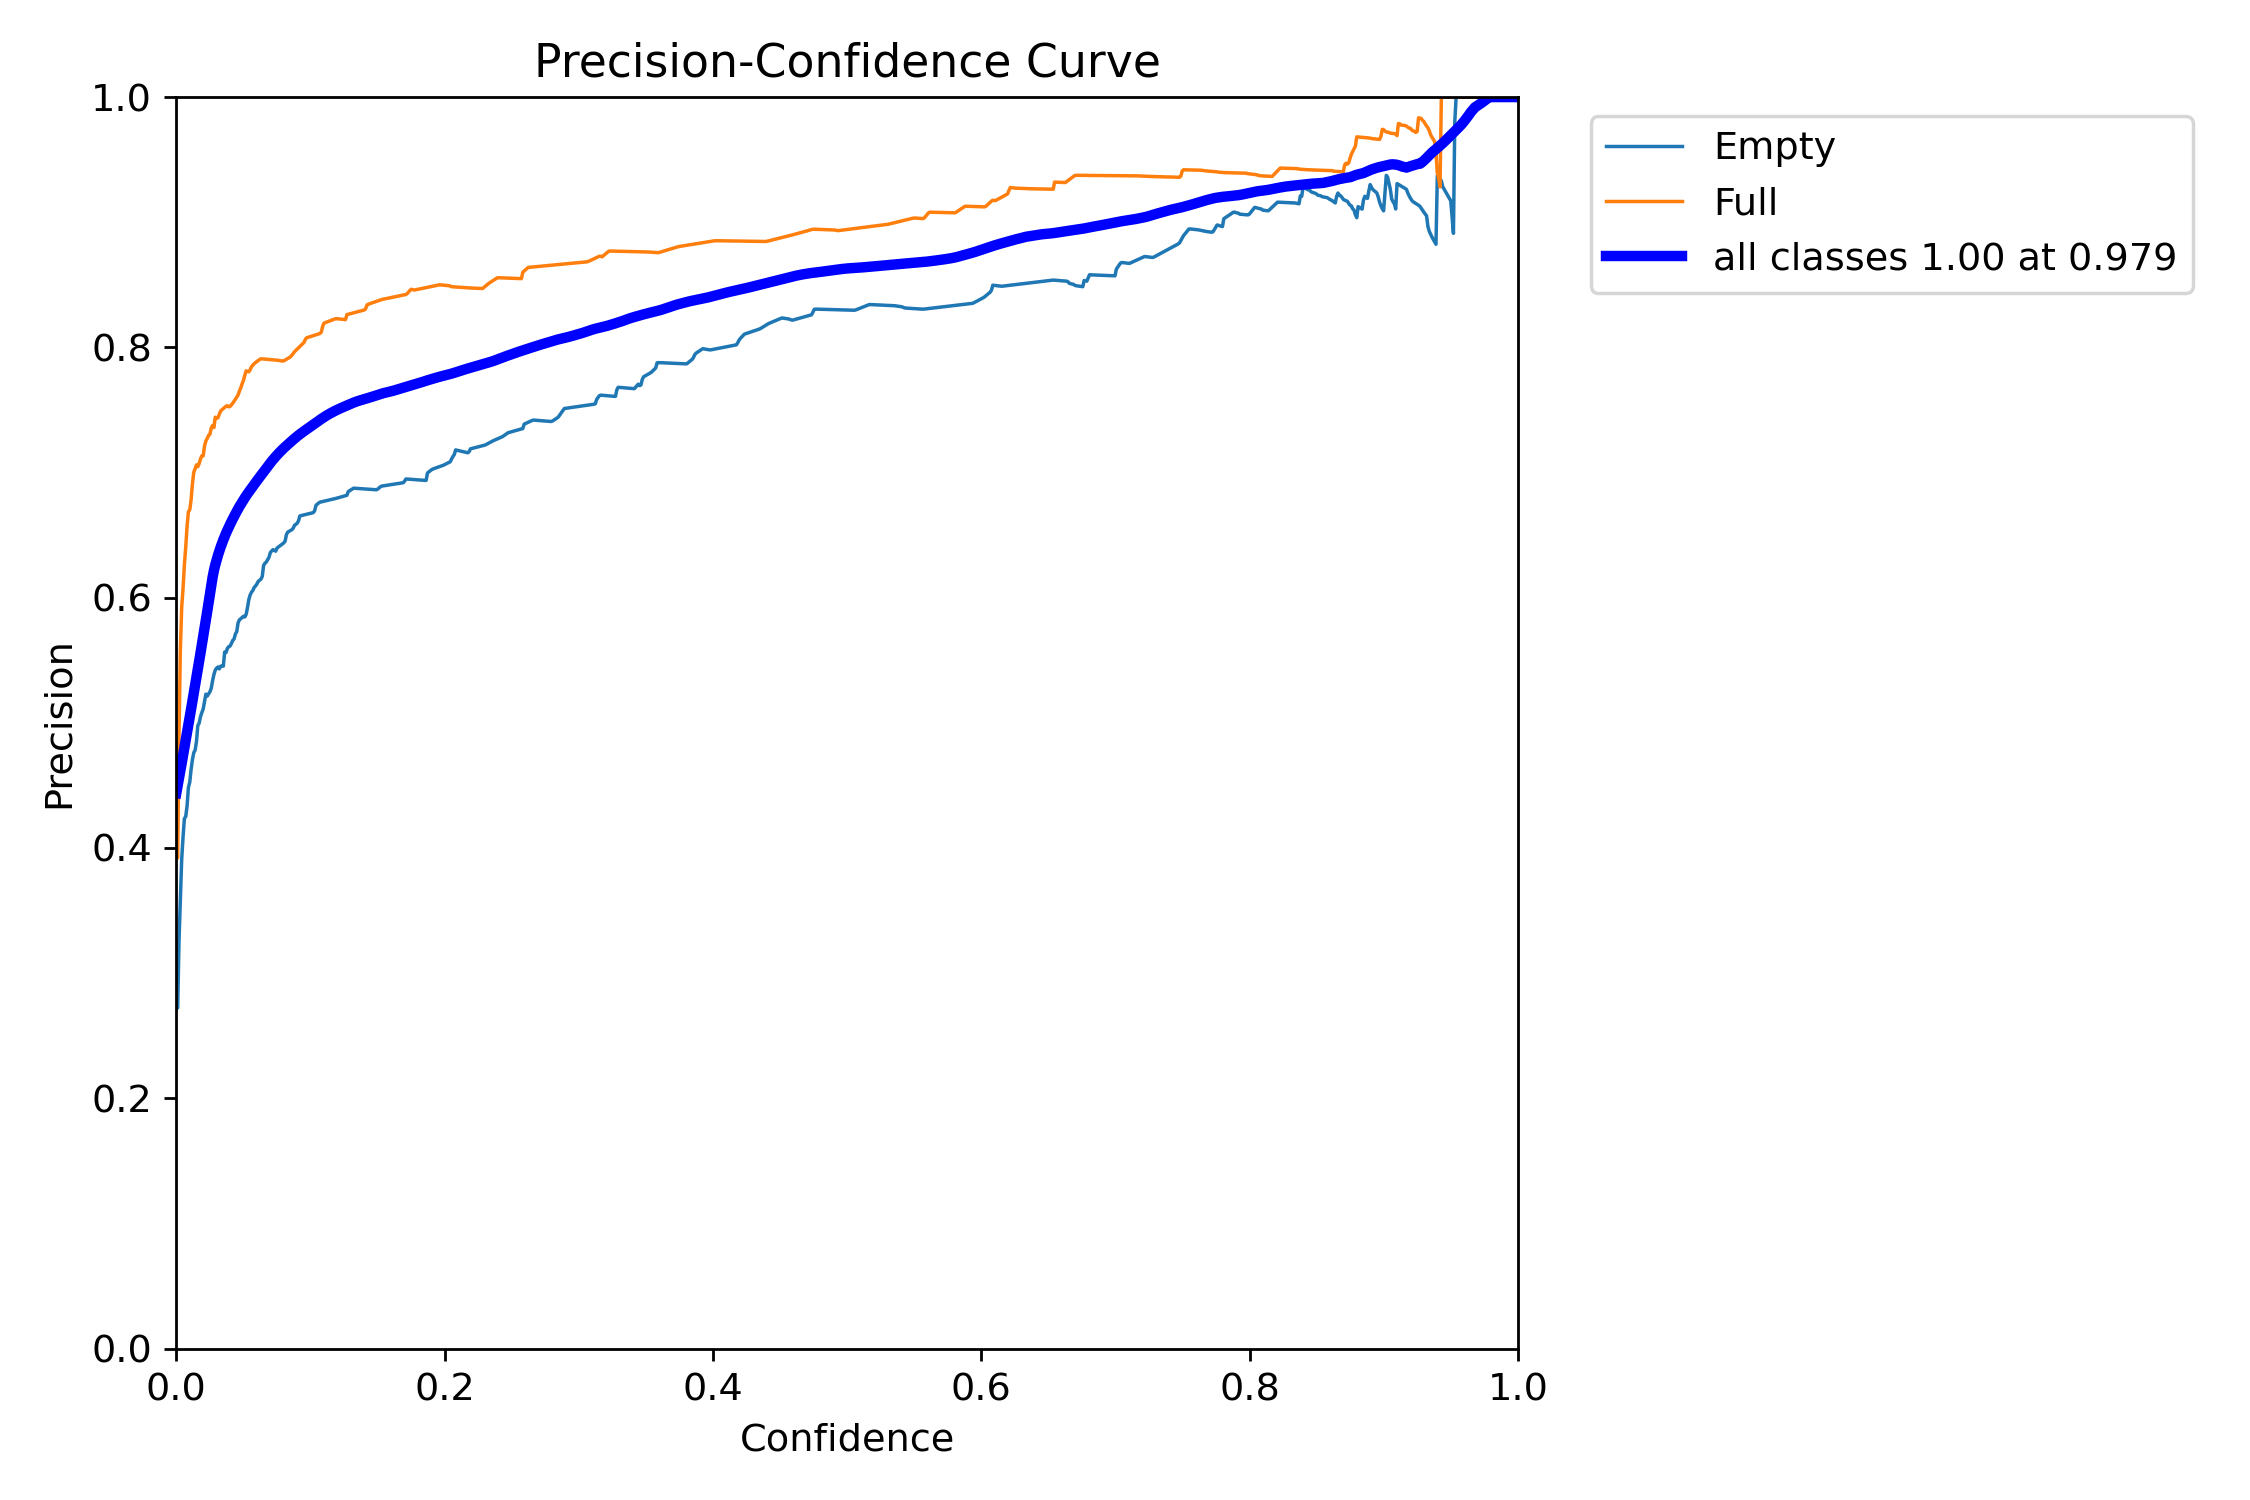 Precision-Confidence Curve
1.0
0.8
0.6
0.4
0.2
0.0
Precision
0.0 0.2 0.4 0.6 0.8 1.0
Confidence
Empty
Full
all classes 1.00 at 0.979